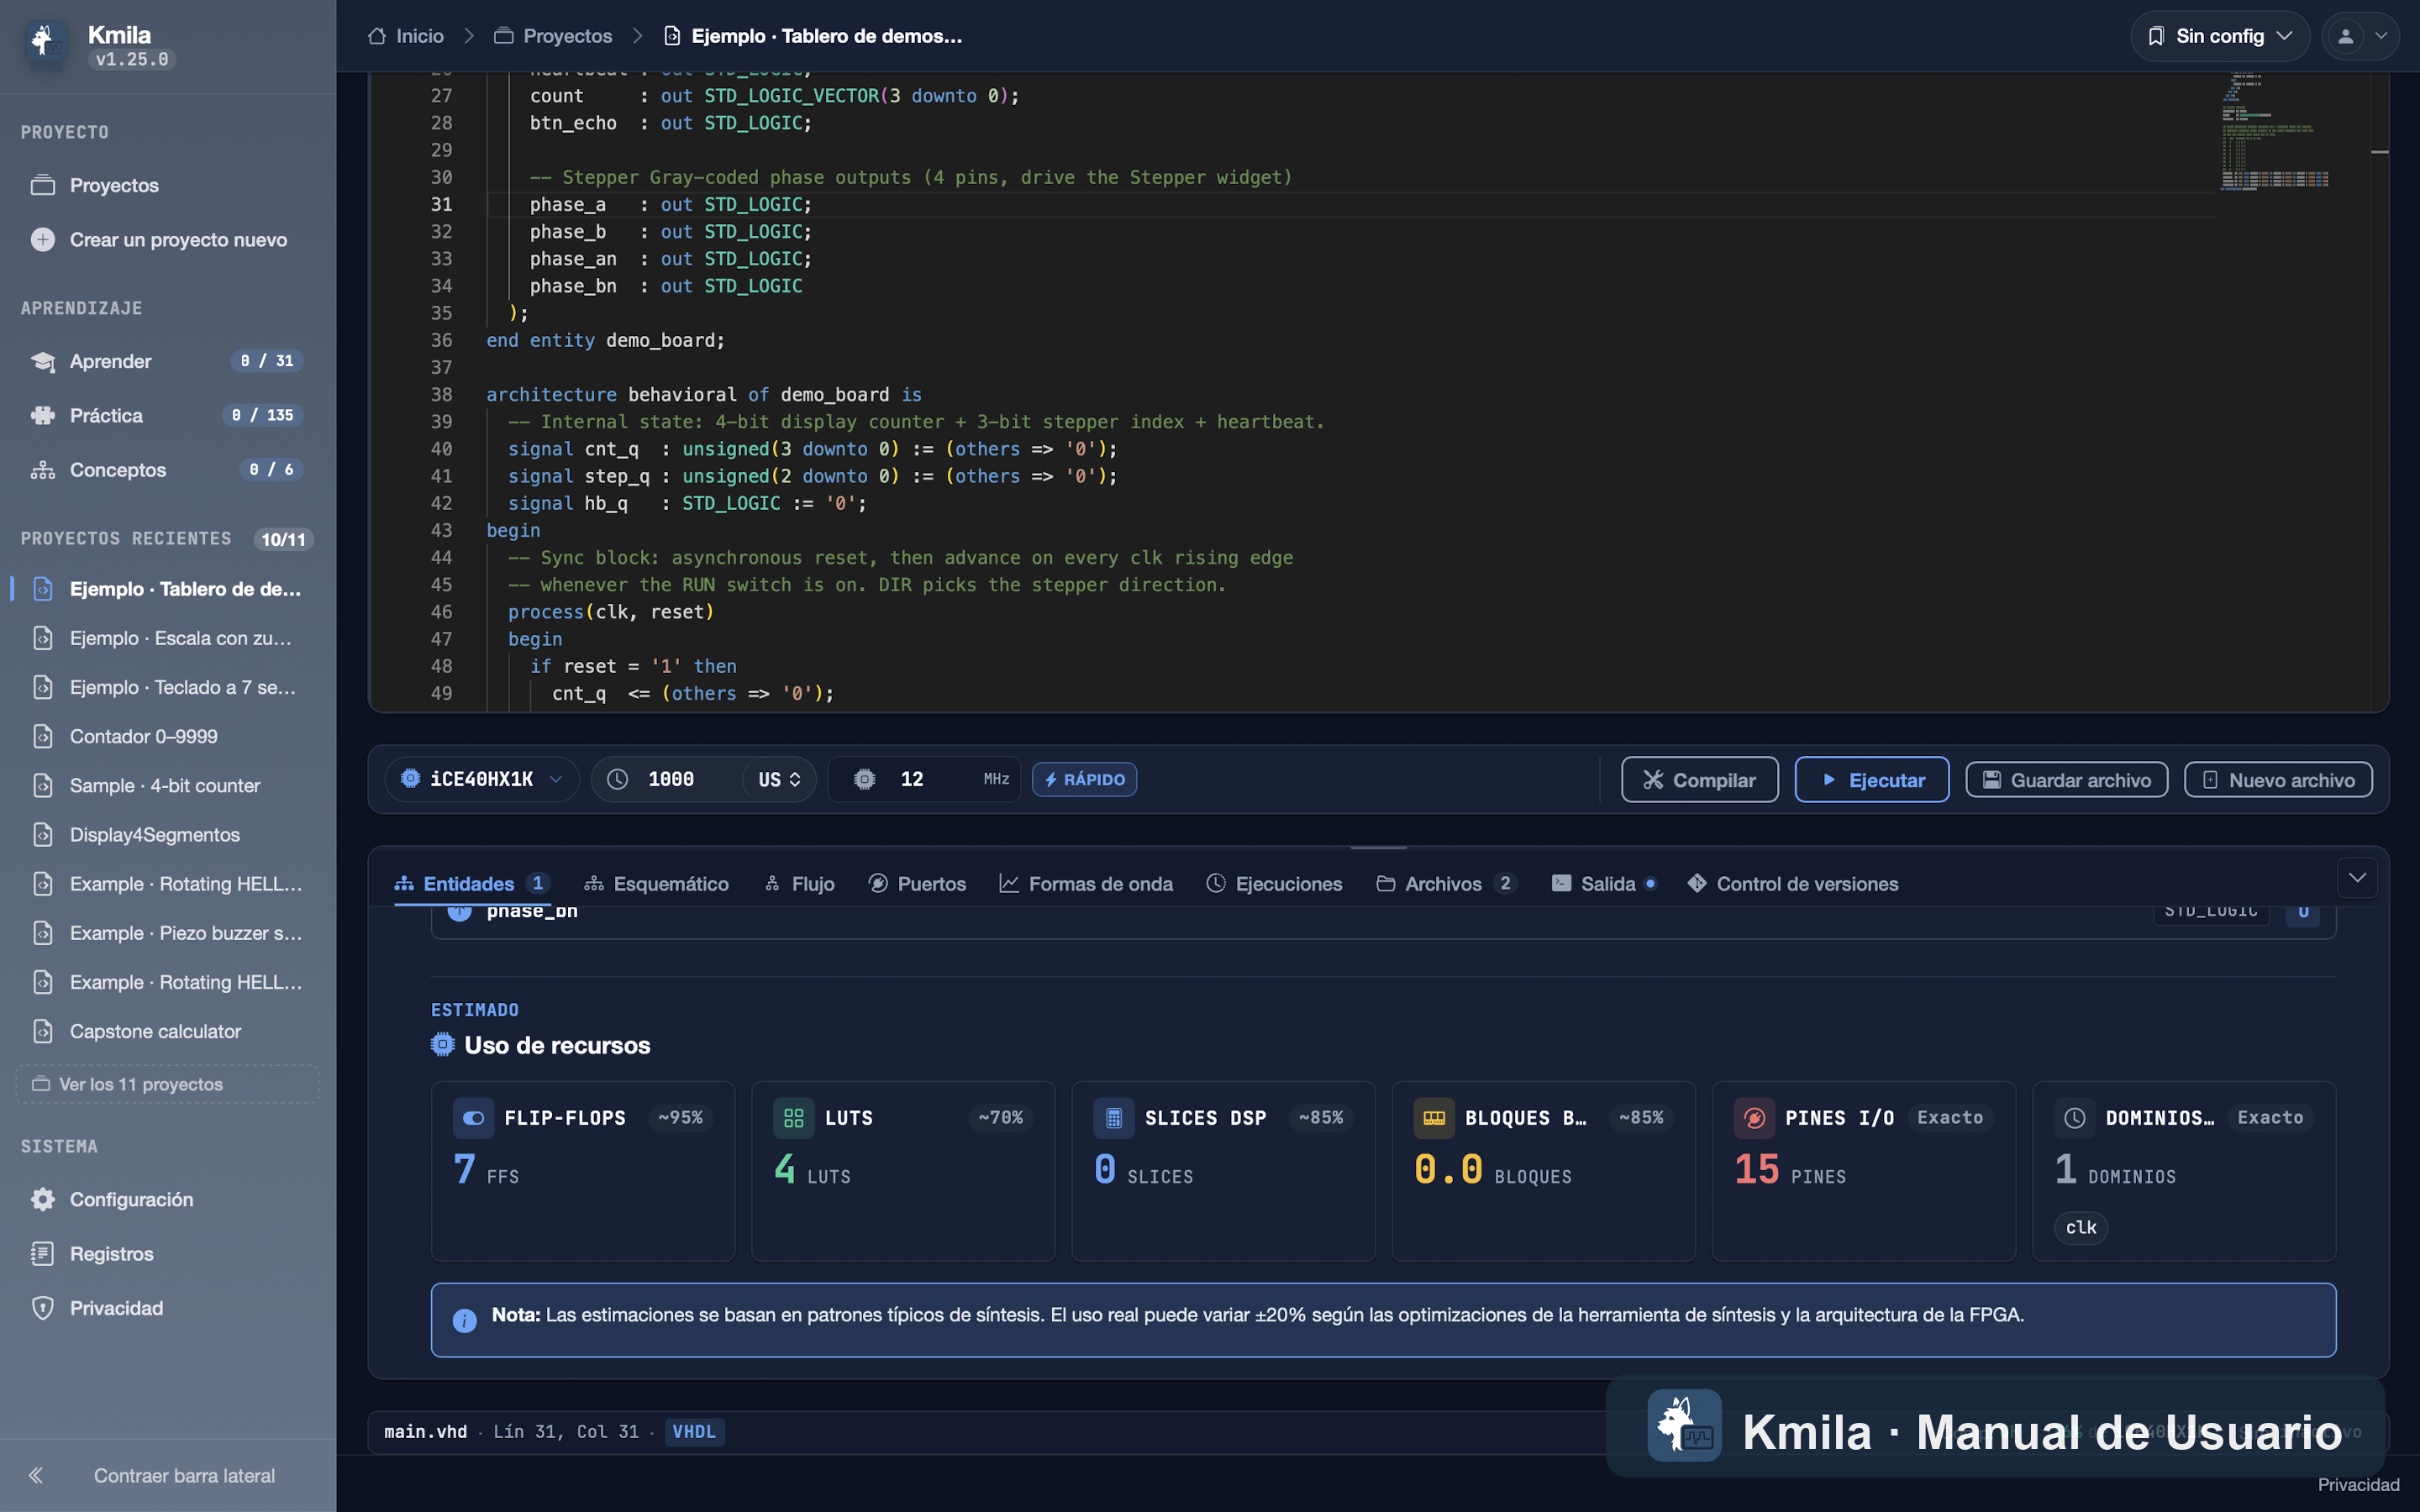 Kmila
v1.25.0
PROYECTO
Proyectos
Crear un proyecto nuevo
APRENDIZAJE
Aprender 0 / 31
Práctica 0 / 135
Conceptos 0 / 6
PROYECTOS RECIENTES 10/11
Ejemplo · Tablero de de...
Ejemplo · Escala con zu...
Ejemplo · Teclado a 7 se...
Contador 0–9999
Sample · 4-bit counter
Display4Segmentos
Example · Rotating HELL...
Example · Piezo buzzer s...
Example · Rotating HELL...
Capstone calculator
Ver los 11 proyectos
SISTEMA
Configuración
Registros
Privacidad
Contraer barra lateral
Inicio > Proyectos > Ejemplo · Tablero de demos...
Sin config
27 count : out STD_LOGIC_VECTOR(3 downto 0);
28 btn_echo : out STD_LOGIC;
29
30 -- Stepper Gray-coded phase outputs (4 pins, drive the Stepper widget)
31 phase_a : out STD_LOGIC;
32 phase_b : out STD_LOGIC;
33 phase_an : out STD_LOGIC;
34 phase_bn : out STD_LOGIC
35 );
36 end entity demo_board;
37
38 architecture behavioral of demo_board is
39 -- Internal state: 4-bit display counter + 3-bit stepper index + heartbeat.
40 signal cnt_q : unsigned(3 downto 0) := (others => '0');
41 signal step_q : unsigned(2 downto 0) := (others => '0');
42 signal hb_q : STD_LOGIC := '0';
43 begin
44 -- Sync block: asynchronous reset, then advance on every clk rising edge
45 -- whenever the RUN switch is on. DIR picks the stepper direction.
46 process(clk, reset)
47 begin
48 if reset = '1' then
49 cnt_q <= (others => '0');
iCE40HX1K 1000 US 12 MHz RÁPIDO Compilar Ejecutar Guardar archivo Nuevo archivo
Entidades 1 Esquemático Flujo Puertos Formas de onda Ejecuciones Archivos 2 Salida Control de versiones
phase_bn STD_LOGIC
ESTIMADO
Uso de recursos
FLIP-FLOPS ~95% LUTS ~70% SLICES DSP ~85% BLOQUES B... ~85% PINES I/O Exacto DOMINIOS... Exacto
7 FFS 4 LUTS 0 SLICES 0.0 BLOQUES 15 PINES 1 DOMINIOS
clk
Nota: Las estimaciones se basan en patrones típicos de síntesis. El uso real puede variar ±20% según las optimizaciones de la herramienta de síntesis y la arquitectura de la FPGA.
main.vhd · Lín 31, Col 31 · VHDL
Kmila · Manual de Usuario
Privacidad